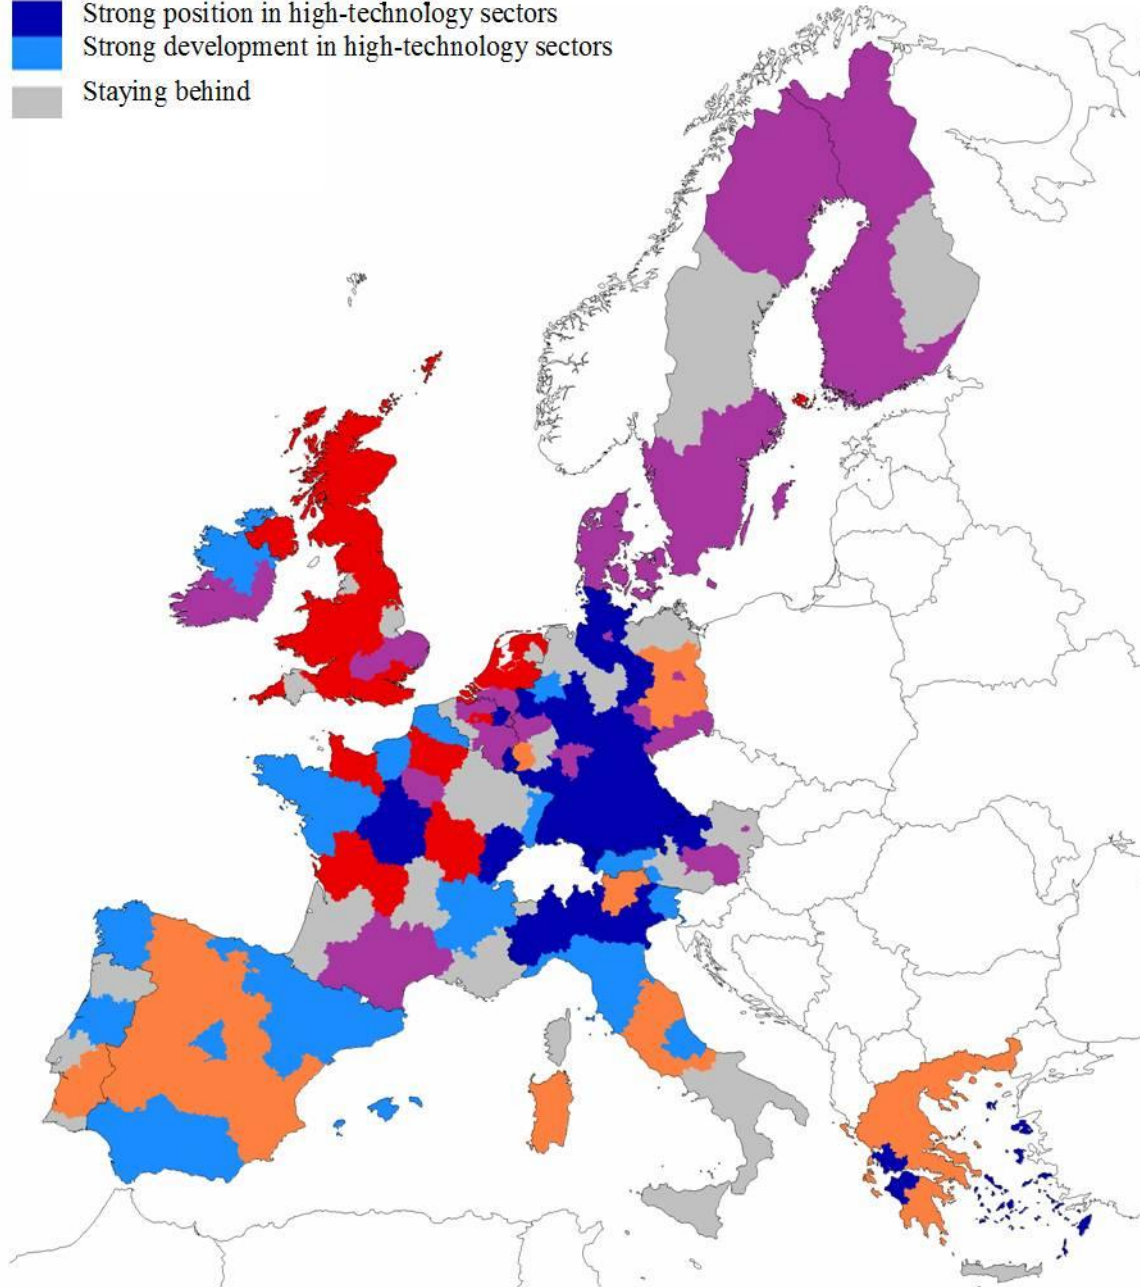 Strong position in high-technology sectors
Strong development in high-technology sectors
Staying behind